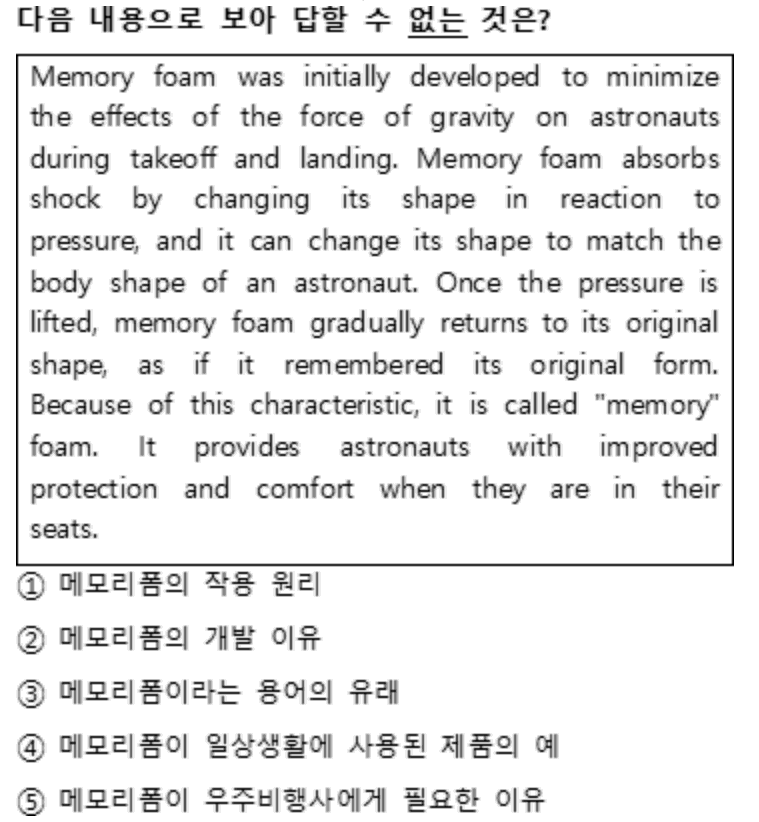 다음 내용으로 보아 답할 수 없는 것은?
Memory foam was initially developed to minimize
the effects of the force of gravity on astronauts
during takeoff and landing. Memory foam absorbs
shock by changing its shape in reaction to
pressure, and it can change its shape to match the
body shape of an astronaut. Once the pressure is
lifted, memory foam gradually returns to its original
shape, as if it remembered its original form.
Because of this characteristic, it is called "memory"
foam. It provides astronauts with improved
protection and comfort when they are in their
seats.
① 메모리폼의 작용 원리
② 메모리폼의 개발 이유
③ 메모리폼이라는 용어의 유래
④ 메모리폼이 일상생활에 사용된 제품의 예
⑤ 메모리폼이 우주비행사에게 필요한 이유